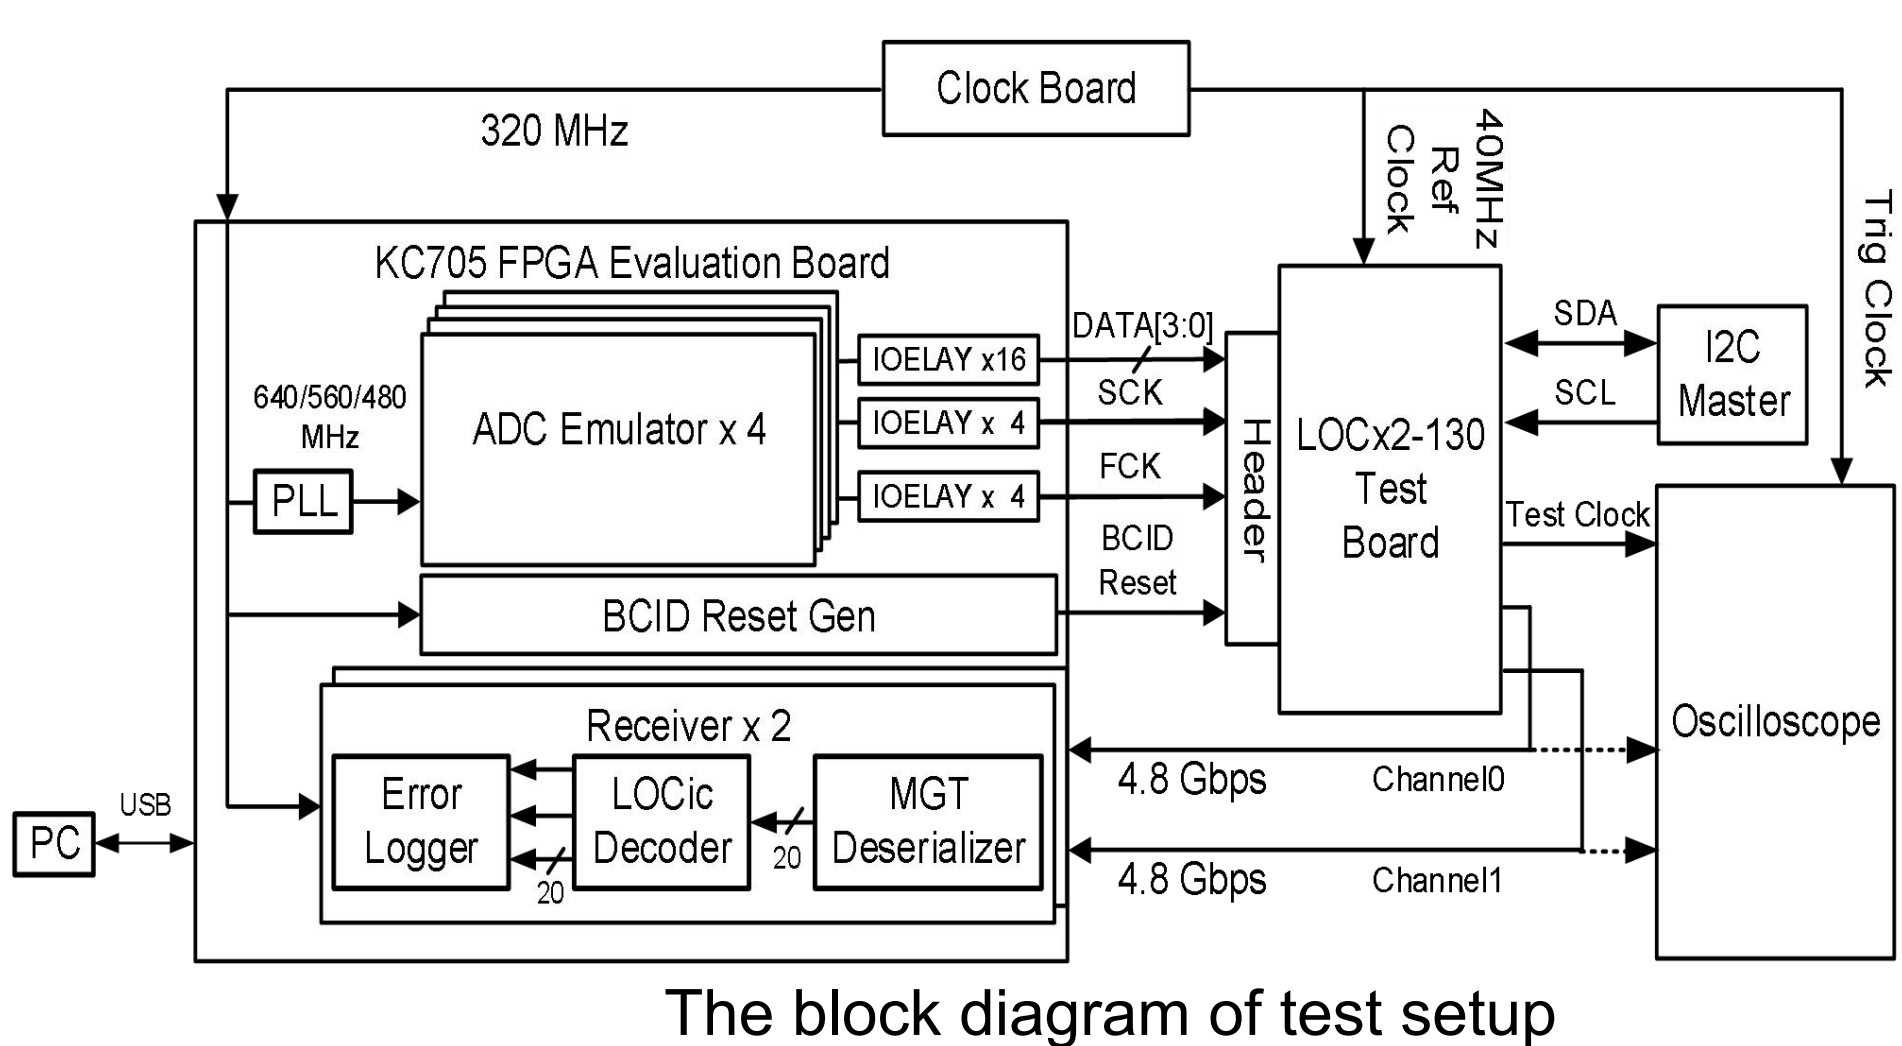 Clock Board
320 MHz
40MHz
Ref
Clock
Trig Clock
KC705 FPGA Evaluation Board
640/560/480
MHz
PLL
ADC Emulator x 4
IOELAY x16
IOELAY x 4
IOELAY x 4
DATA[3:0]
SCK
FCK
BCID
Reset
Header
LOCx2-130
Test
Board
SDA
SCL
I2C
Master
Test Clock
Oscilloscope
BCID Reset Gen
Receiver x 2
Error
Logger
LOCic
Decoder
MGT
Deserializer
20
20
PC
USB
4.8 Gbps
Channel0
4.8 Gbps
Channel1
The block diagram of test setup